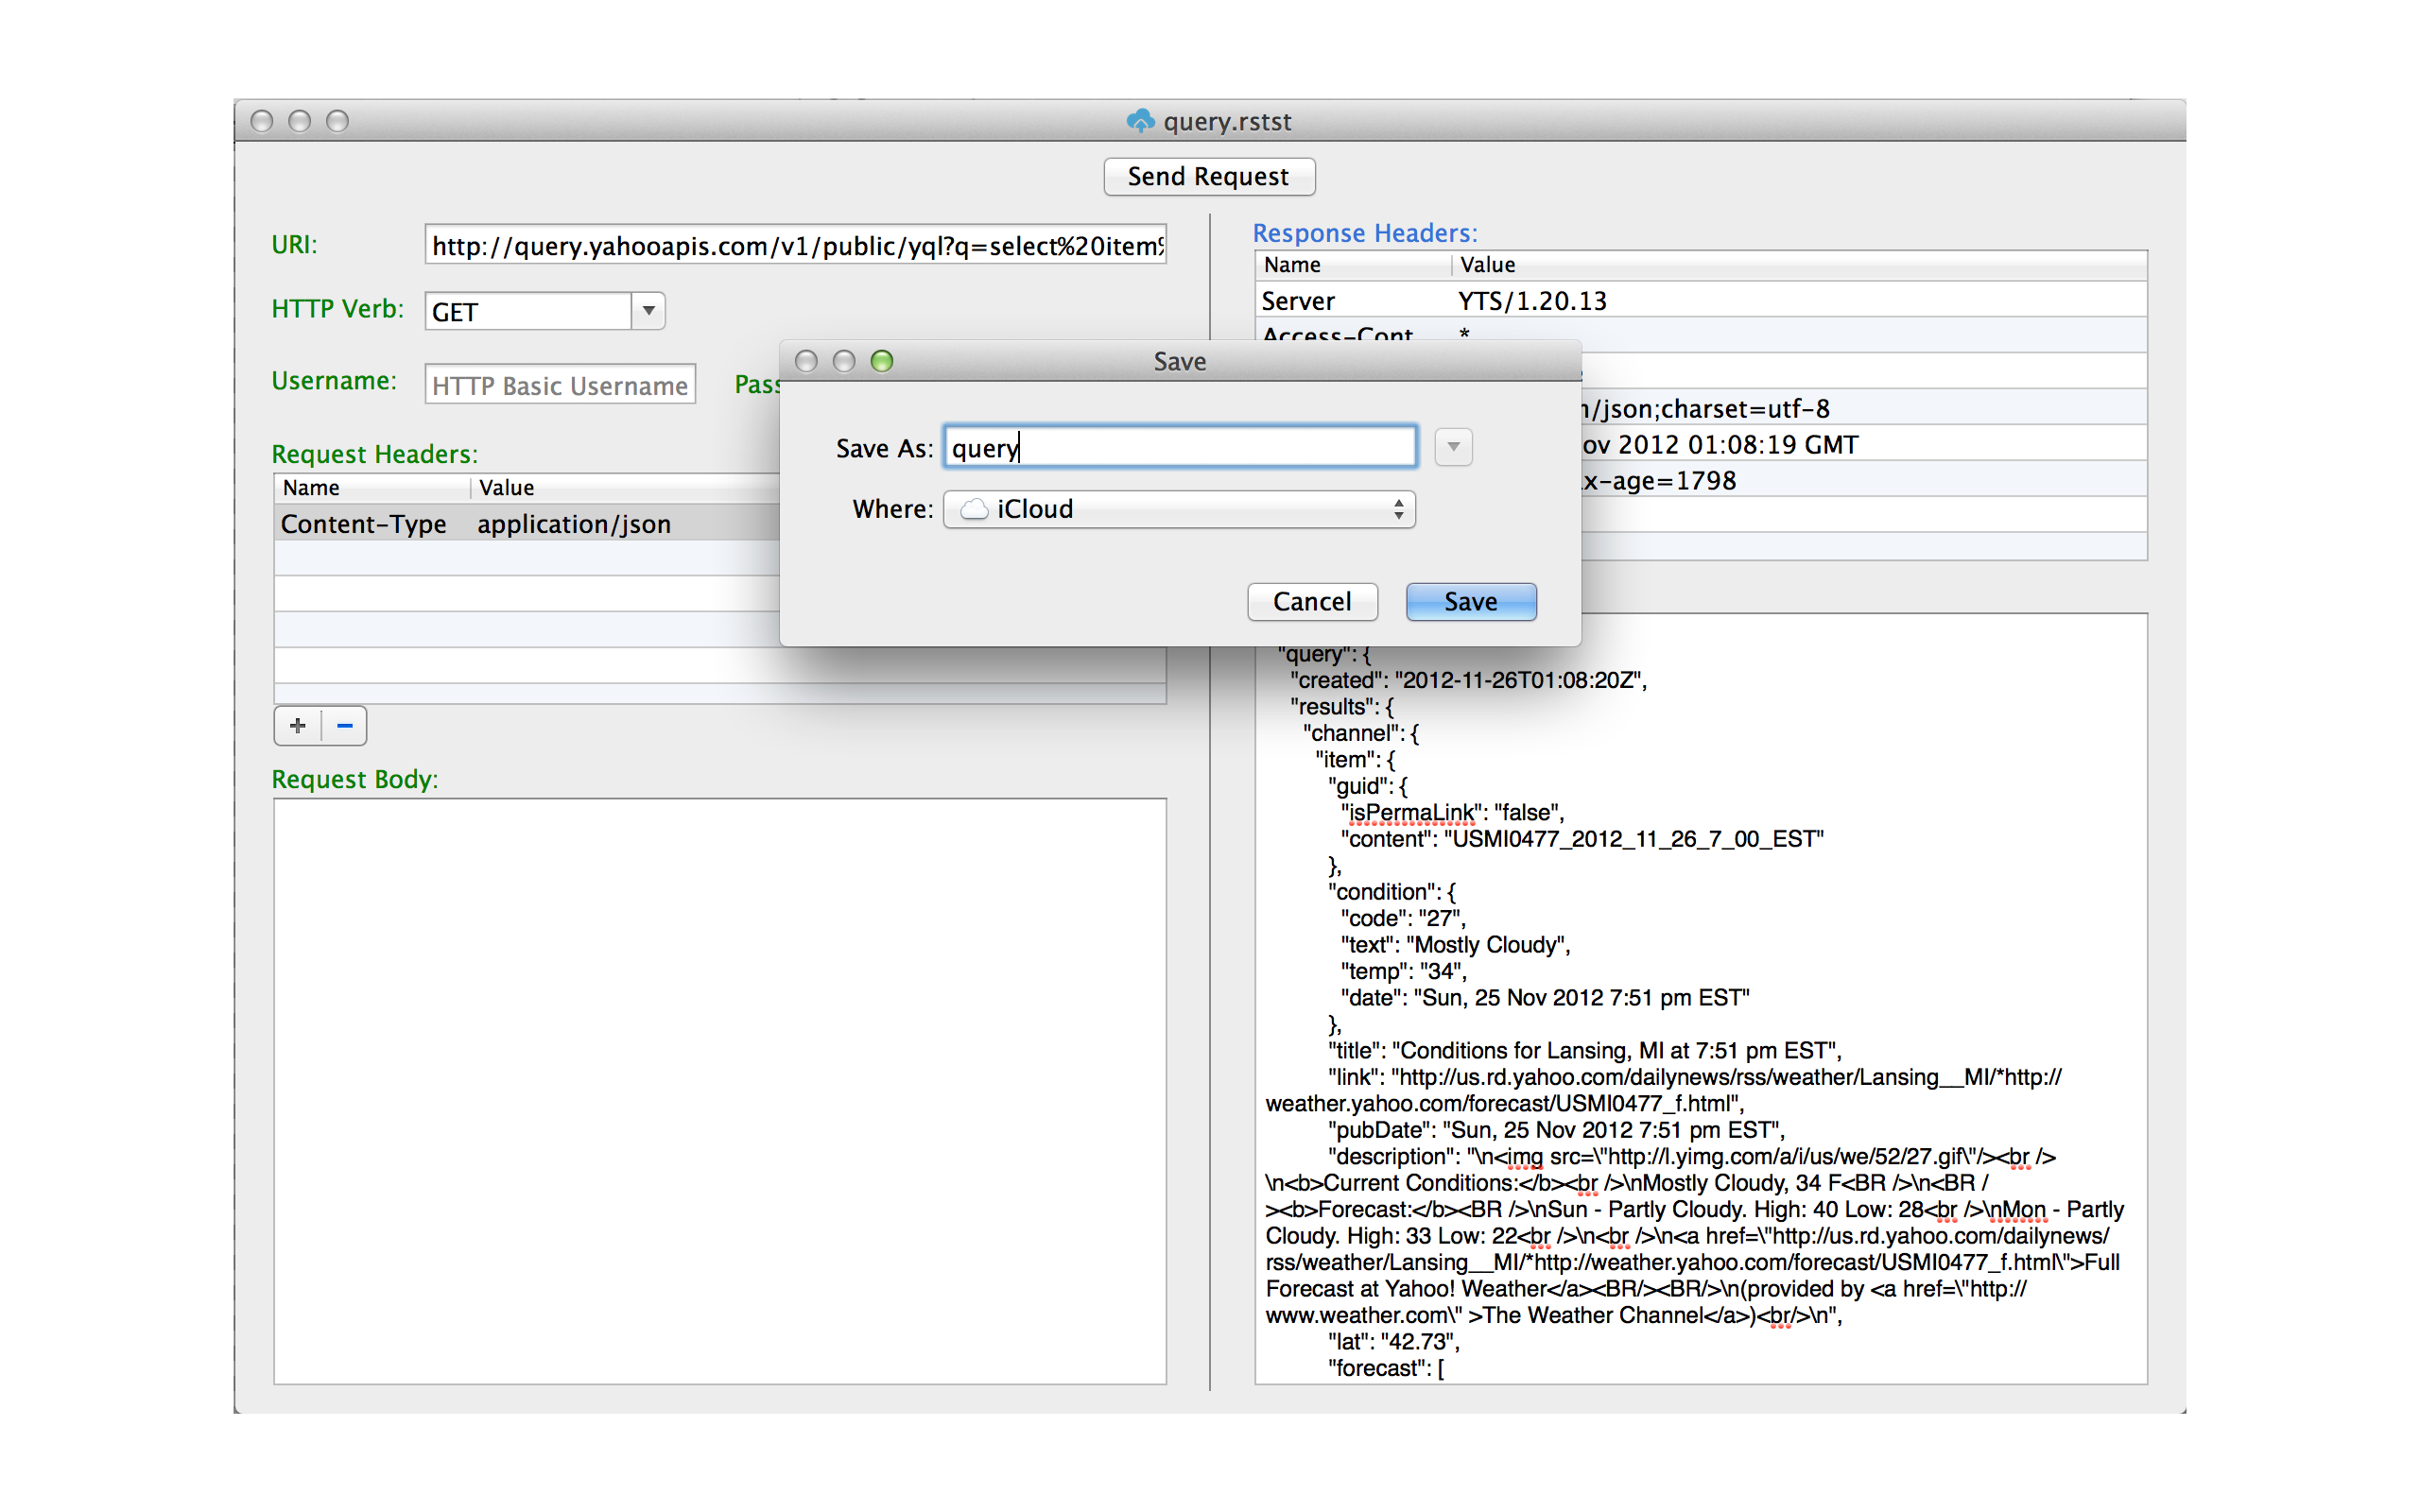 query.rstst
Send Request
URI:
http://query.yahooapis.com/v1/public/yql?q=select%20item%
HTTP Verb:
GET
Username:
HTTP Basic Username
Pass
Request Headers:
Name Value
Content-Type application/json
+ −
Request Body:
Save
Save As:
query
Where:
iCloud
Cancel
Save
Response Headers:
Name Value
Server YTS/1.20.13
Access-Cont *
n/json;charset=utf-8
ov 2012 01:08:19 GMT
x-age=1798
"query": {
"created": "2012-11-26T01:08:20Z",
"results": {
"channel": {
"item": {
"guid": {
"isPermaLink": "false",
"content": "USMI0477_2012_11_26_7_00_EST"
},
"condition": {
"code": "27",
"text": "Mostly Cloudy",
"temp": "34",
"date": "Sun, 25 Nov 2012 7:51 pm EST"
},
"title": "Conditions for Lansing, MI at 7:51 pm EST",
"link": "http://us.rd.yahoo.com/dailynews/rss/weather/Lansing__MI/*http://
weather.yahoo.com/forecast/USMI0477_f.html",
"pubDate": "Sun, 25 Nov 2012 7:51 pm EST",
"description": "\n<img src=\"http://l.yimg.com/a/i/us/we/52/27.gif\"/><br />
\n<b>Current Conditions:</b><br />\nMostly Cloudy, 34 F<BR />\n<BR /
><b>Forecast:</b><BR />\nSun - Partly Cloudy. High: 40 Low: 28<br />\nMon - Partly
Cloudy. High: 33 Low: 22<br />\n<br />\n<a href=\"http://us.rd.yahoo.com/dailynews/
rss/weather/Lansing__MI/*http://weather.yahoo.com/forecast/USMI0477_f.html\">Full
Forecast at Yahoo! Weather</a><BR/><BR/>\n(provided by <a href=\"http://
www.weather.com\" >The Weather Channel</a>)<br/>\n",
"lat": "42.73",
"forecast": [